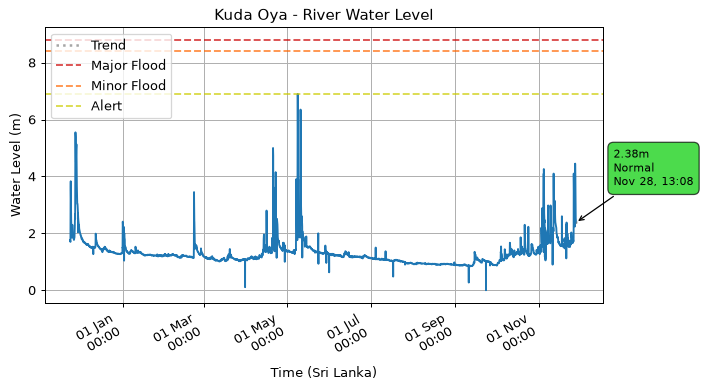 Kuda Oya - River Water Level
Trend
Major Flood
Minor Flood
Alert
2.38m
Normal
Nov 28, 13:08
Water Level (m)
8
6
4
2
0
01 Jan
00:00
01 Mar
00:00
01 May
00:00
01 Jul
00:00
01 Sep
00:00
01 Nov
00:00
Time (Sri Lanka)